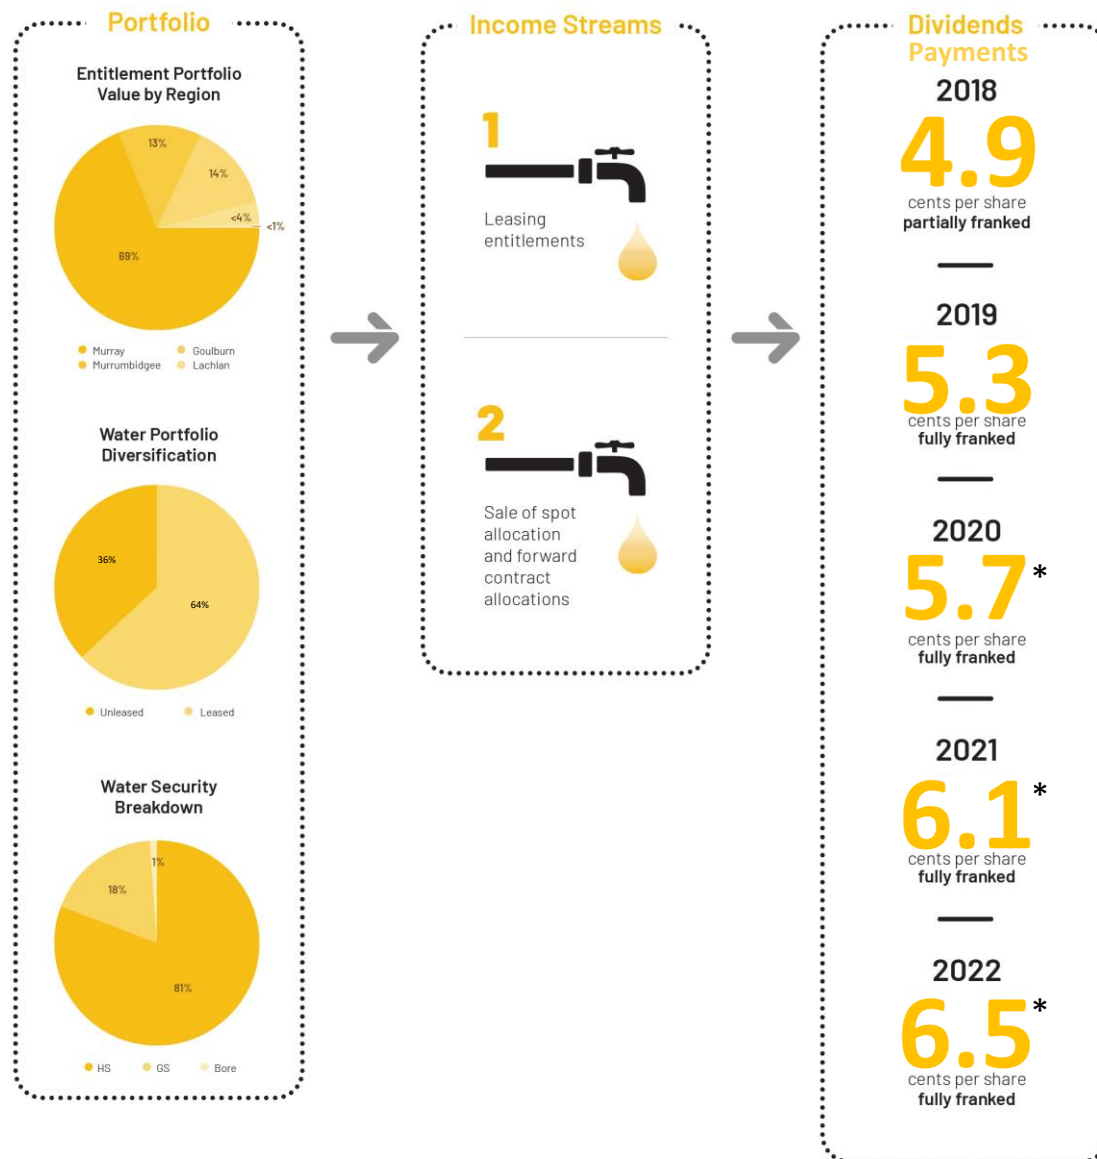 Portfolio
Entitlement Portfolio
Value by Region
13%
14%
<4%
<1%
69%
Murray
Goulburn
Murrumbidgee
Lachlan
Water Portfolio
Diversification
36%
64%
Unleased
Leased
Water Security
Breakdown
1%
18%
81%
HS
GS
Bore
Income Streams
1
Leasing
entitlements
2
Sale of spot
allocation
and forward
contract
allocations
Dividends
Payments
2018
4.9
cents per share
partially franked
2019
5.3
cents per share
fully franked
2020
5.7*
cents per share
fully franked
2021
6.1*
cents per share
fully franked
2022
6.5*
cents per share
fully franked